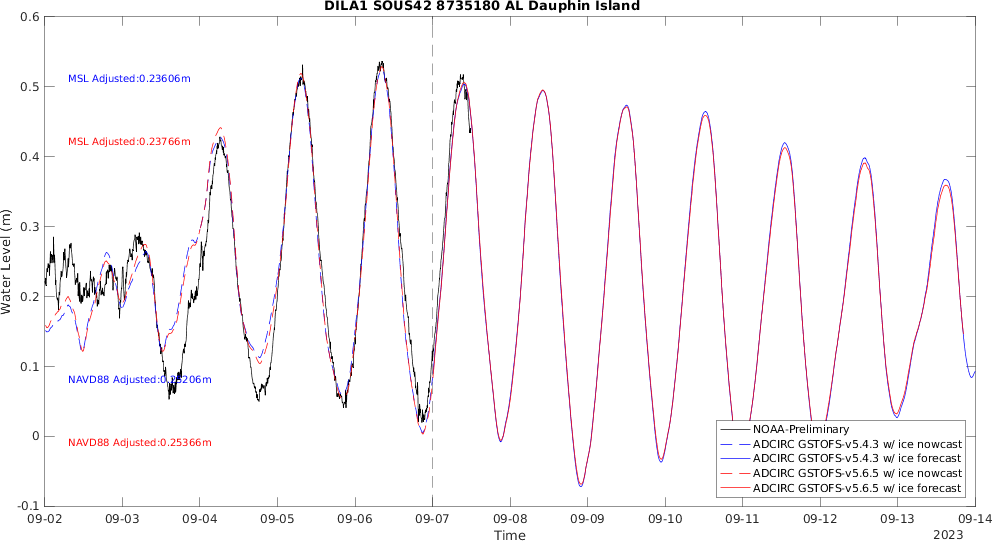 DILA1 SOUS42 8735180 AL Dauphin Island
0.6
0.5
0.4
0.3
0.2
0.1
0
-0.1
Water Level (m)
MSL Adjusted:0.23606m
MSL Adjusted:0.23766m
NAVD88 Adjusted:0.25206m
NAVD88 Adjusted:0.25366m
NOAA-Preliminary
ADCIRC GSTOFS-v5.4.3 w/ ice nowcast
ADCIRC GSTOFS-v5.4.3 w/ ice forecast
ADCIRC GSTOFS-v5.6.5 w/ ice nowcast
ADCIRC GSTOFS-v5.6.5 w/ ice forecast
09-02 09-03 09-04 09-05 09-06 09-07 09-08 09-09 09-10 09-11 09-12 09-13 09-14
Time
2023